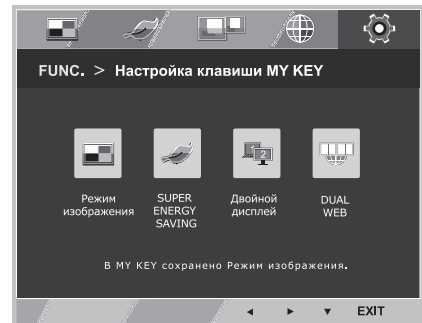 FUNC. > Настройка клавиши MY KEY
Режим
изображения
SUPER
ENERGY
SAVING
2
Двойной
дисплей
DUAL
WEB
В MY KEY сохранено Режим изображения.
EXIT